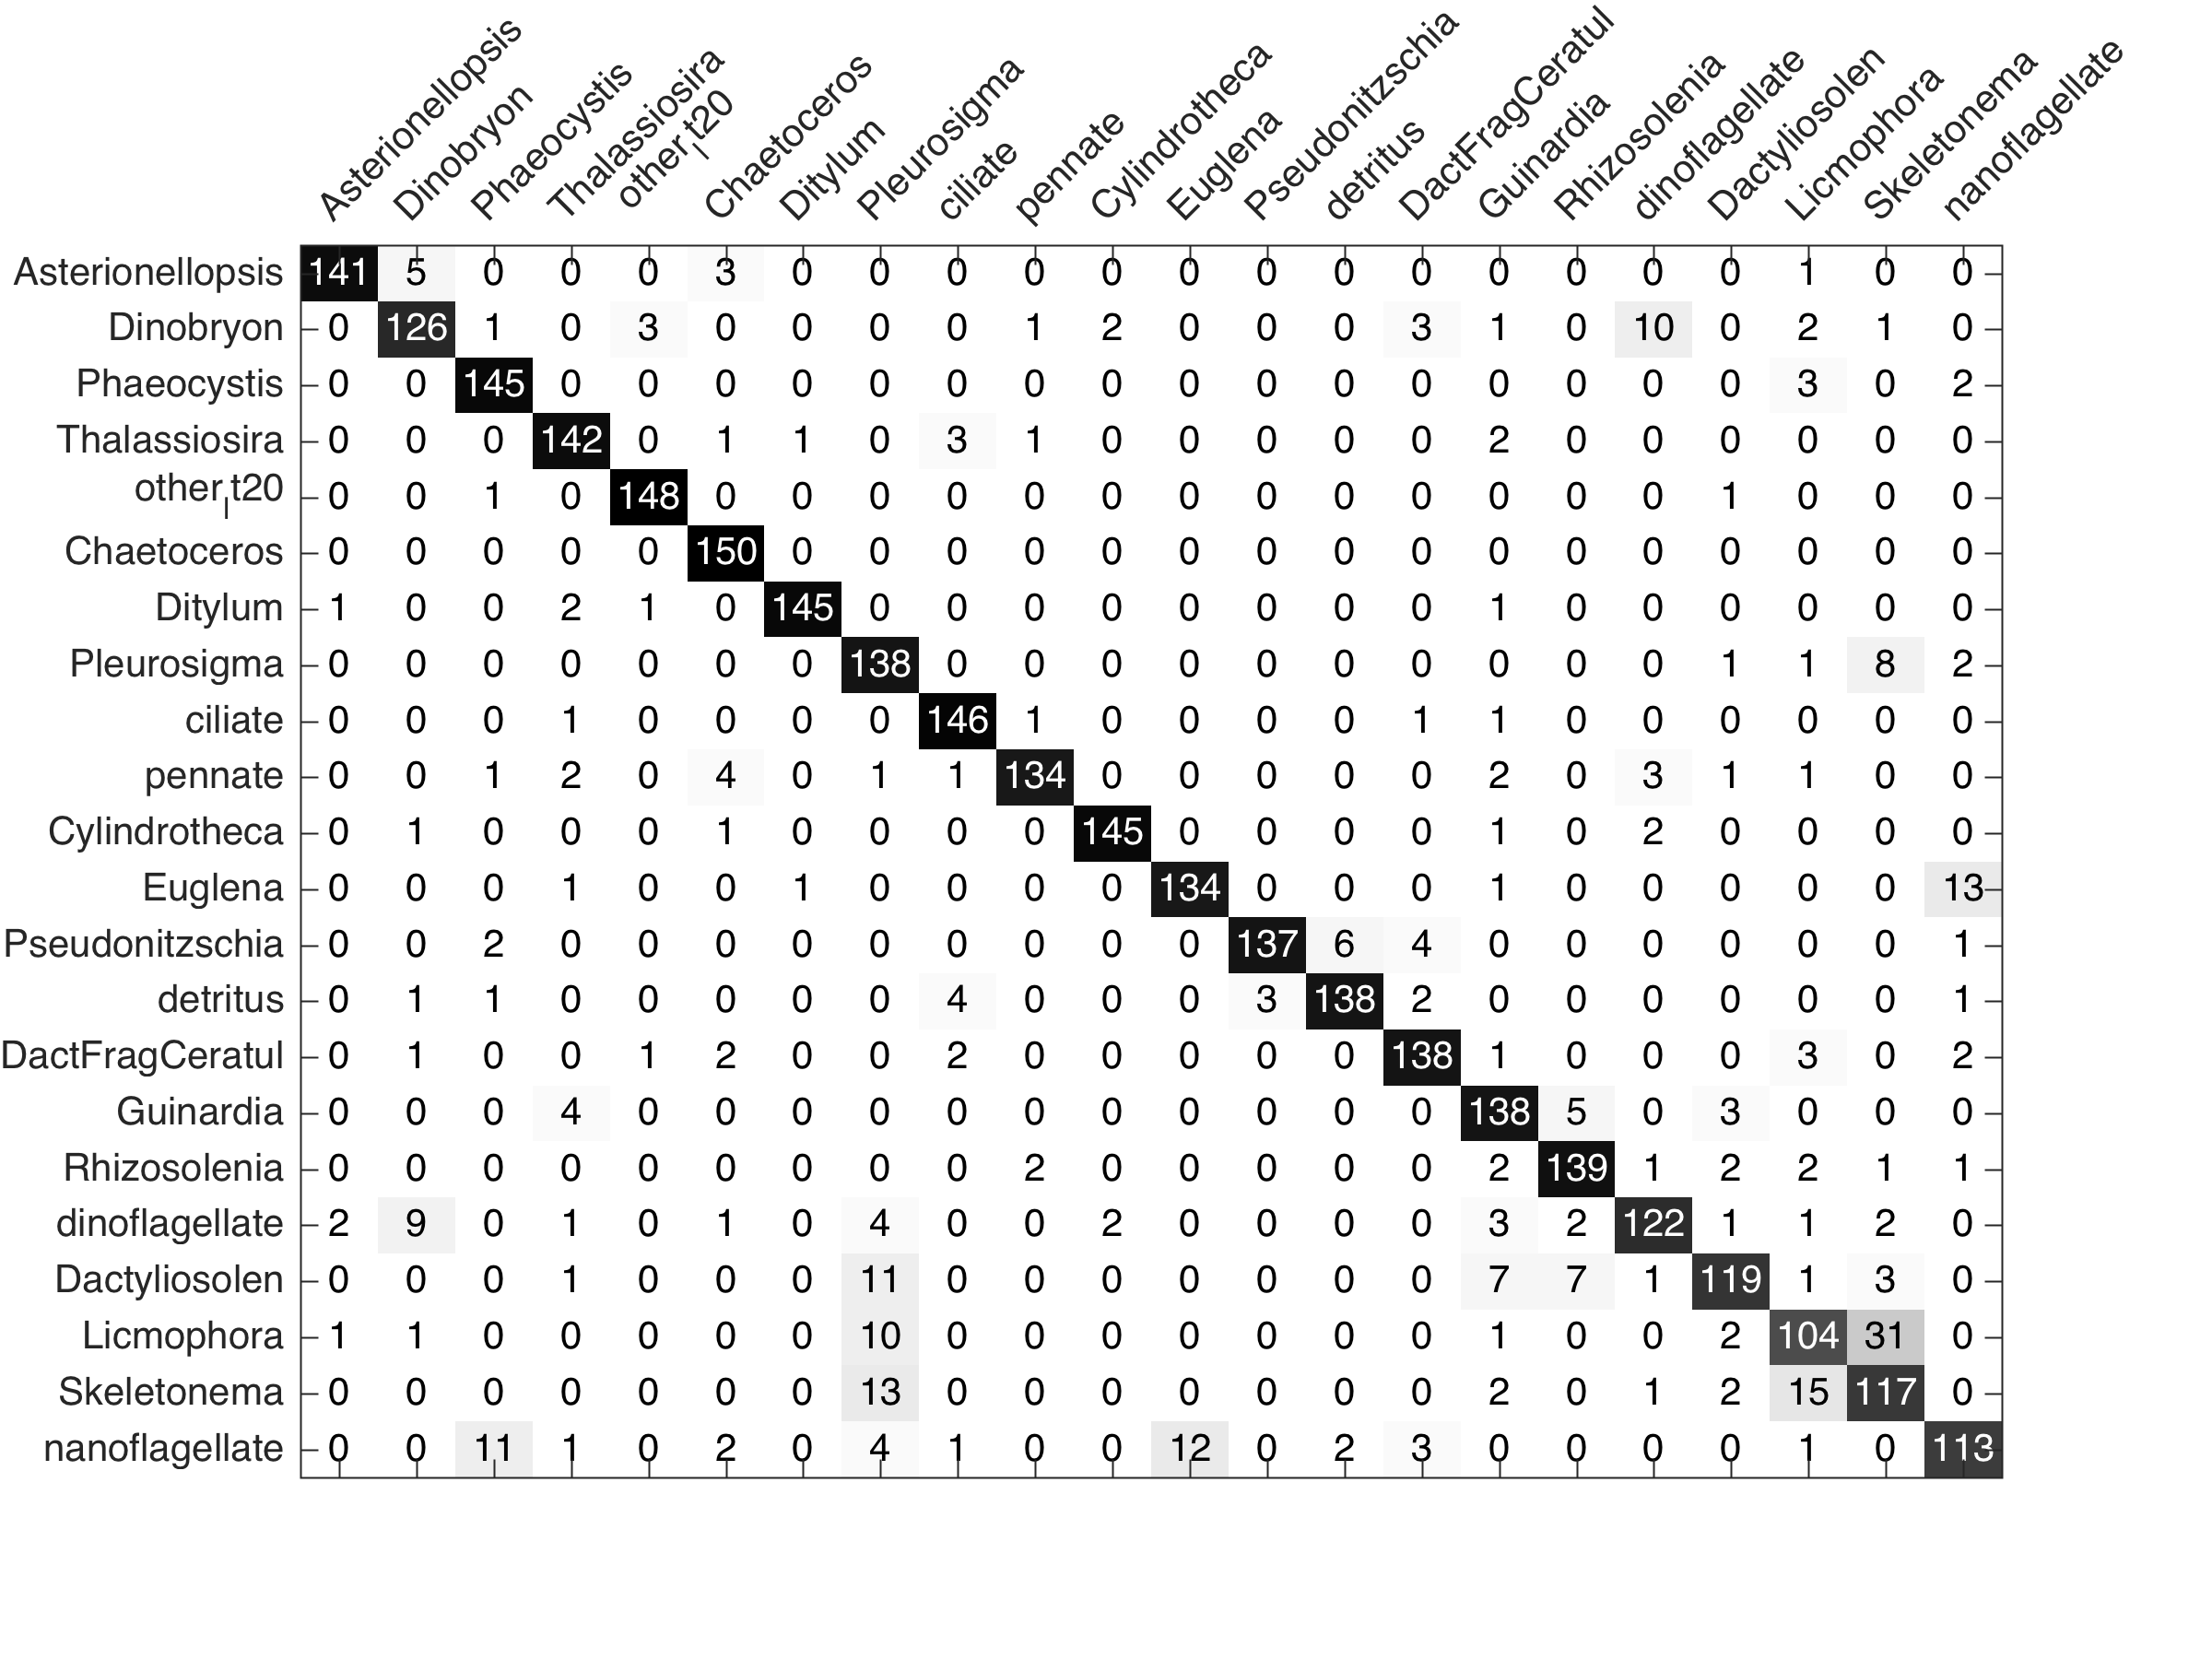 Asterionellopsis
Dinobryon
Phaeocystis
Thalassiosira
other_t20
Chaetoceros
Ditylum
Pleurosigma
ciliate
pennate
Cylindrotheca
Euglena
Pseudonitzschia
detritus
DactFragCeratul
Guinardia
Rhizosolenia
dinoflagellate
Dactyliosolen
Licmophora
Skeletonema
nanoflagellate
Asterionellopsis 141 5 0 0 0 3 0 0 0 0 0 0 0 0 0 0 0 0 0 1 0 0
Dinobryon 0 126 1 0 3 0 0 0 0 1 2 0 0 0 3 1 0 10 0 2 1 0
Phaeocystis 0 0 145 0 0 0 0 0 0 0 0 0 0 0 0 0 0 0 0 3 0 2
Thalassiosira 0 0 0 142 0 1 1 0 3 1 0 0 0 0 0 2 0 0 0 0 0 0
other_t20 0 0 1 0 148 0 0 0 0 0 0 0 0 0 0 0 0 0 1 0 0 0
Chaetoceros 0 0 0 0 0 150 0 0 0 0 0 0 0 0 0 0 0 0 0 0 0 0
Ditylum 1 0 0 2 1 0 145 0 0 0 0 0 0 0 0 1 0 0 0 0 0 0
Pleurosigma 0 0 0 0 0 0 0 138 0 0 0 0 0 0 0 0 0 0 1 1 8 2
ciliate 0 0 0 1 0 0 0 0 146 1 0 0 0 0 1 1 0 0 0 0 0 0
pennate 0 0 1 2 0 4 0 1 1 134 0 0 0 0 0 2 0 3 1 1 0 0
Cylindrotheca 0 1 0 0 0 1 0 0 0 0 145 0 0 0 0 1 0 2 0 0 0 0
Euglena 0 0 0 1 0 0 1 0 0 0 0 134 0 0 0 1 0 0 0 0 0 13
Pseudonitzschia 0 0 2 0 0 0 0 0 0 0 0 0 137 6 4 0 0 0 0 0 0 1
detritus 0 1 1 0 0 0 0 0 4 0 0 0 3 138 2 0 0 0 0 0 0 1
DactFragCeratul 0 1 0 0 1 2 0 0 2 0 0 0 0 0 138 1 0 0 0 3 0 2
Guinardia 0 0 0 4 0 0 0 0 0 0 0 0 0 0 0 138 5 0 3 0 0 0
Rhizosolenia 0 0 0 0 0 0 0 0 0 2 0 0 0 0 0 2 139 1 2 2 1 1
dinoflagellate 2 9 0 1 0 1 0 4 0 0 2 0 0 0 0 3 2 122 1 1 2 0
Dactyliosolen 0 0 0 1 0 0 0 11 0 0 0 0 0 0 0 7 7 1 119 1 3 0
Licmophora 1 1 0 0 0 0 0 10 0 0 0 0 0 0 0 1 0 0 2 104 31 0
Skeletonema 0 0 0 0 0 0 0 13 0 0 0 0 0 0 0 2 0 1 2 15 117 0
nanoflagellate 0 0 11 1 0 2 0 4 1 0 0 12 0 2 3 0 0 0 0 1 0 113